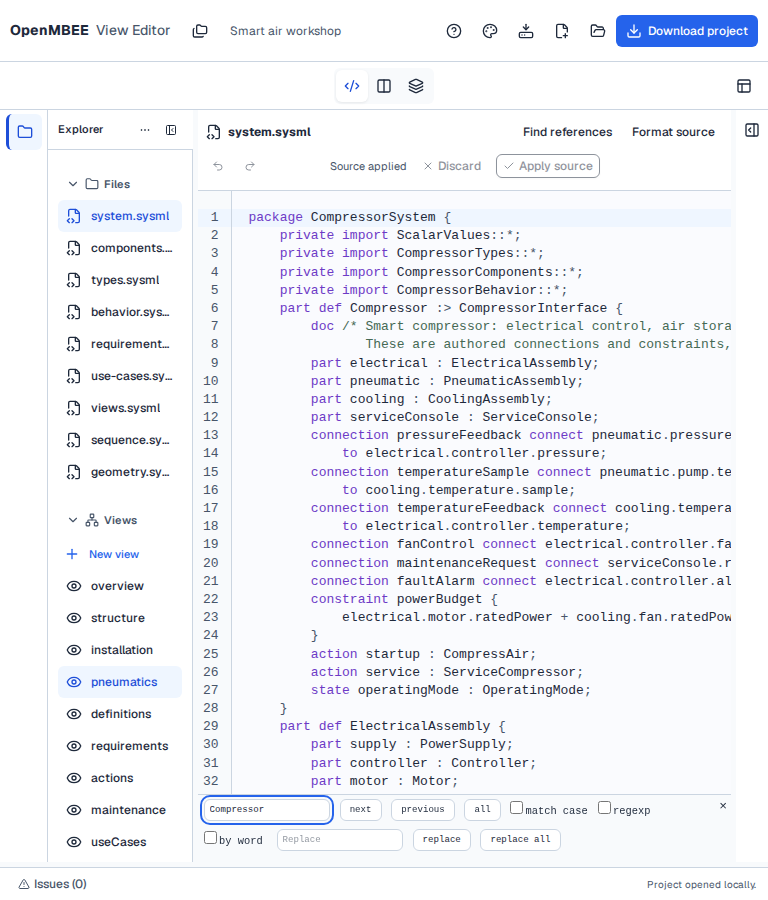 OpenMBEE View Editor Smart air workshop Download project
Explorer
system.sysml Find references Format source
Source applied Discard Apply source
Files
system.sysml
components....
types.sysml
behavior.sys...
requirement...
use-cases.sy...
views.sysml
sequence.sy...
geometry.sy...
Views
New view
overview
structure
installation
pneumatics
definitions
requirements
actions
maintenance
useCases
1 package CompressorSystem {
2 private import ScalarValues::*;
3 private import CompressorTypes::*;
4 private import CompressorComponents::*;
5 private import CompressorBehavior::*;
6 part def Compressor :> CompressorInterface {
7 doc /* Smart compressor: electrical control, air stora
8 These are authored connections and constraints,
9 part electrical : ElectricalAssembly;
10 part pneumatic : PneumaticAssembly;
11 part cooling : CoolingAssembly;
12 part serviceConsole : ServiceConsole;
13 connection pressureFeedback connect pneumatic.pressure
14 to electrical.controller.pressure;
15 connection temperatureSample connect pneumatic.pump.te
16 to cooling.temperature.sample;
17 connection temperatureFeedback connect cooling.tempera
18 to electrical.controller.temperature;
19 connection fanControl connect electrical.controller.fa
20 connection maintenanceRequest connect serviceConsole.r
21 connection faultAlarm connect electrical.controller.al
22 constraint powerBudget {
23 electrical.motor.ratedPower + cooling.fan.ratedPow
24 }
25 action startup : CompressAir;
26 action service : ServiceCompressor;
27 state operatingMode : OperatingMode;
28 }
29 part def ElectricalAssembly {
30 part supply : PowerSupply;
31 part controller : Controller;
32 part motor : Motor;
Compressor next previous all match case regexp ×
by word Replace replace replace all
Issues (0) Project opened locally.